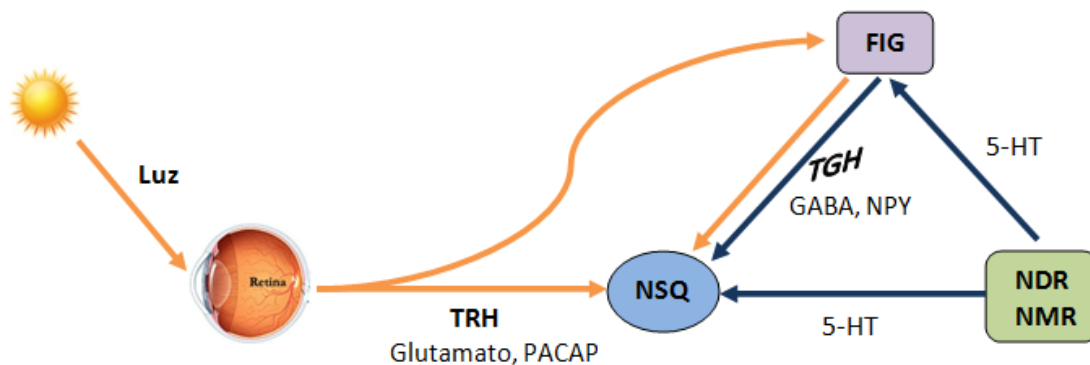 FIG
Luz
5-HT
TGH
GABA, NPY
Retina
NSQ
NDR
NMR
TRH
5-HT
Glutamato, PACAP